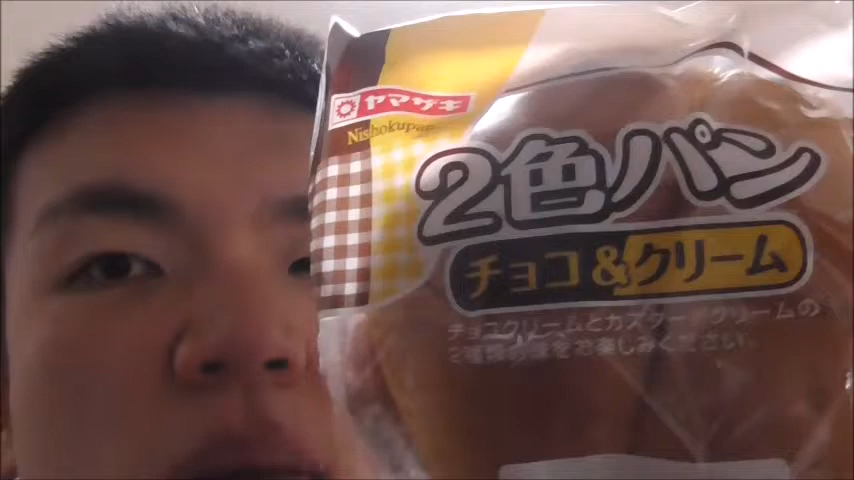 ヤマザキ
Nishokupan
2色パン
チョコ&クリーム
チョコクリームとカスタードクリームの
2種類の味をお楽しみください。